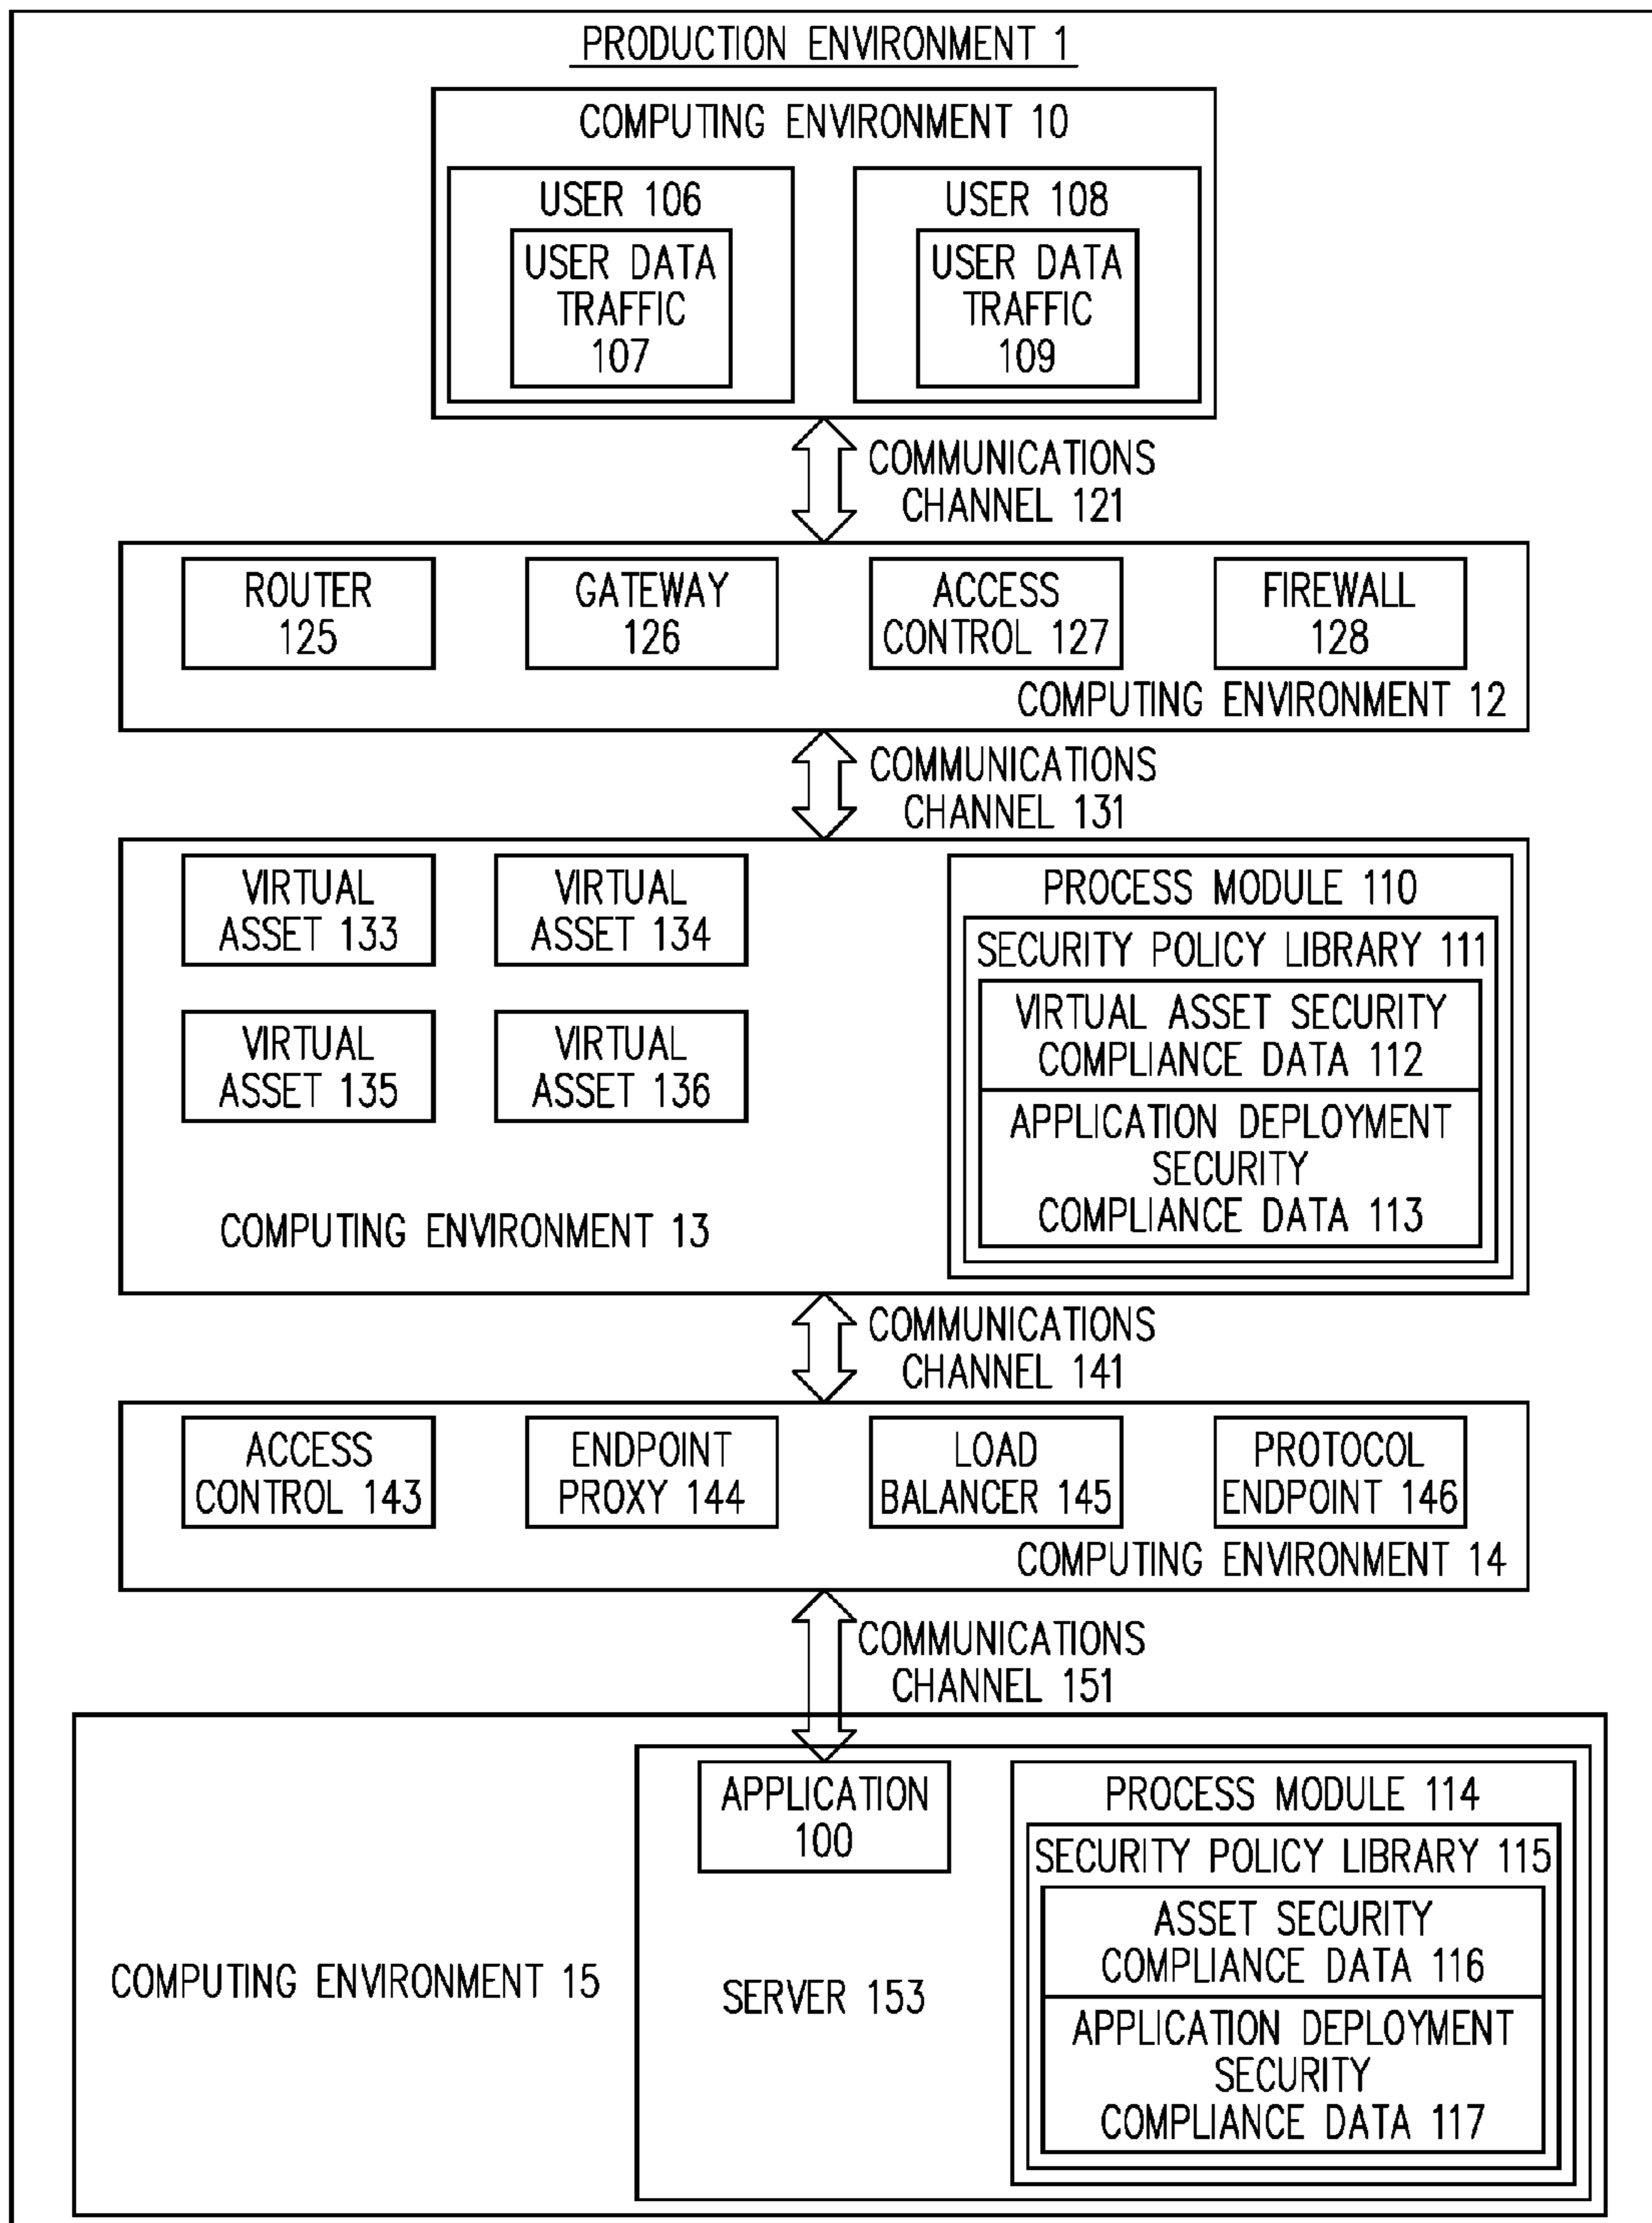 PRODUCTION ENVIRONMENT 1
COMPUTING ENVIRONMENT 10
USER 106
USER DATA
TRAFFIC
107
USER 108
USER DATA
TRAFFIC
109
COMMUNICATIONS
CHANNEL 121
ROUTER
125
GATEWAY
126
ACCESS
CONTROL 127
FIREWALL
128
COMPUTING ENVIRONMENT 12
COMMUNICATIONS
CHANNEL 131
VIRTUAL
ASSET 133
VIRTUAL
ASSET 134
VIRTUAL
ASSET 135
VIRTUAL
ASSET 136
COMPUTING ENVIRONMENT 13
PROCESS MODULE 110
SECURITY POLICY LIBRARY 111
VIRTUAL ASSET SECURITY
COMPLIANCE DATA 112
APPLICATION DEPLOYMENT
SECURITY
COMPLIANCE DATA 113
COMMUNICATIONS
CHANNEL 141
ACCESS
CONTROL 143
ENDPOINT
PROXY 144
LOAD
BALANCER 145
PROTOCOL
ENDPOINT 146
COMPUTING ENVIRONMENT 14
COMMUNICATIONS
CHANNEL 151
COMPUTING ENVIRONMENT 15
APPLICATION
100
SERVER 153
PROCESS MODULE 114
SECURITY POLICY LIBRARY 115
ASSET SECURITY
COMPLIANCE DATA 116
APPLICATION DEPLOYMENT
SECURITY
COMPLIANCE DATA 117